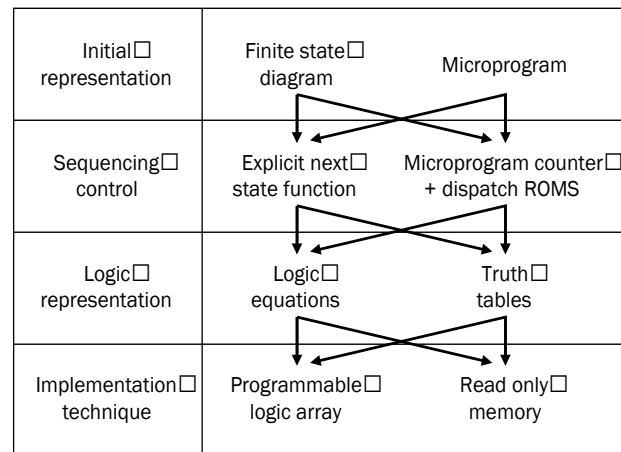 Initial□
representation
Finite state□
diagram
Microprogram
Sequencing□
control
Explicit next□
state function
Microprogram counter□
+ dispatch ROMS
Logic□
representation
Logic□
equations
Truth□
tables
Implementation□
technique
Programmable□
logic array
Read only□
memory